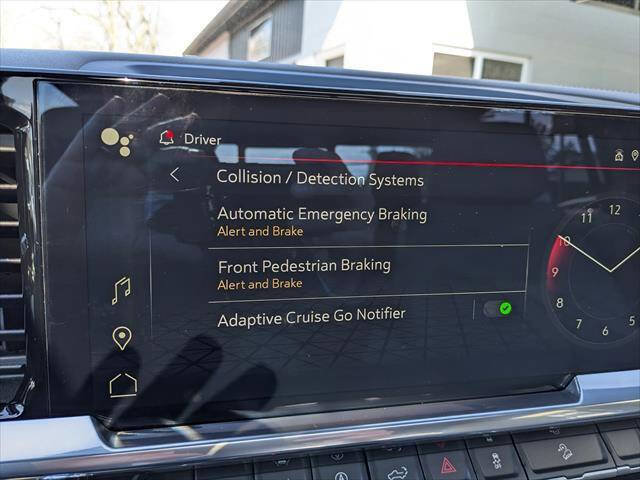 Driver
Collision / Detection Systems
Automatic Emergency Braking
Alert and Brake
Front Pedestrian Braking
Alert and Brake
Adaptive Cruise Go Notifier
11 12
10
9
8
7 6 5